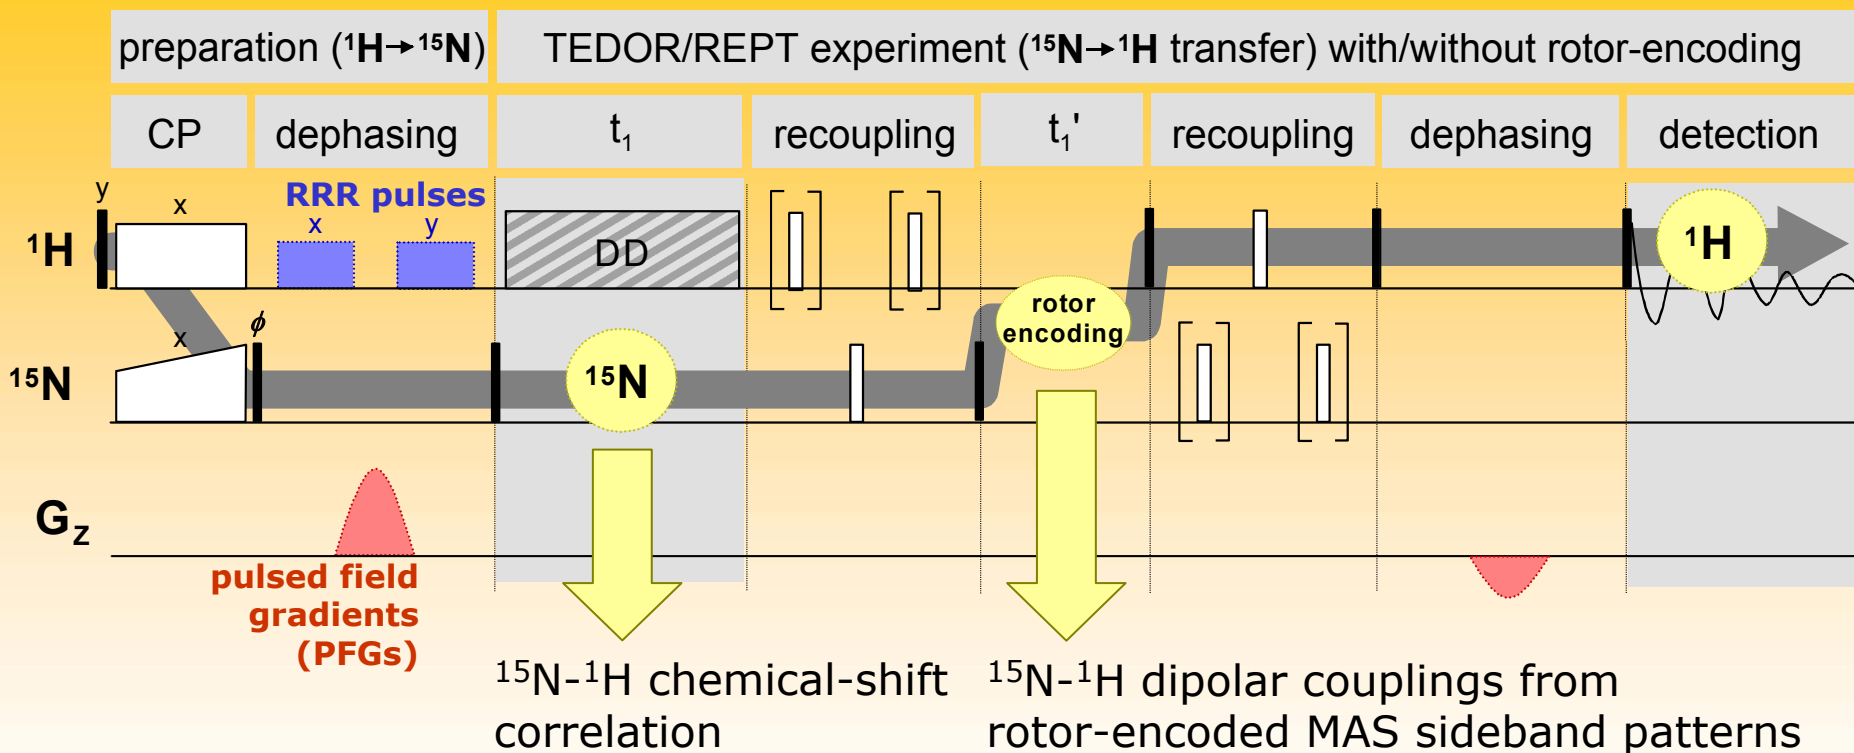 preparation (¹H→¹⁵N)
TEDOR/REPT experiment (¹⁵N→¹H transfer) with/without rotor-encoding
CP
dephasing
t₁
recoupling
t₁'
recoupling
dephasing
detection
y
x
RRR pulses
x
y
¹H
DD
¹H
rotor
encoding
ϕ
x
¹⁵N
¹⁵N
G_z
pulsed field
gradients
(PFGs)
¹⁵N-¹H chemical-shift
correlation
¹⁵N-¹H dipolar couplings from
rotor-encoded MAS sideband patterns